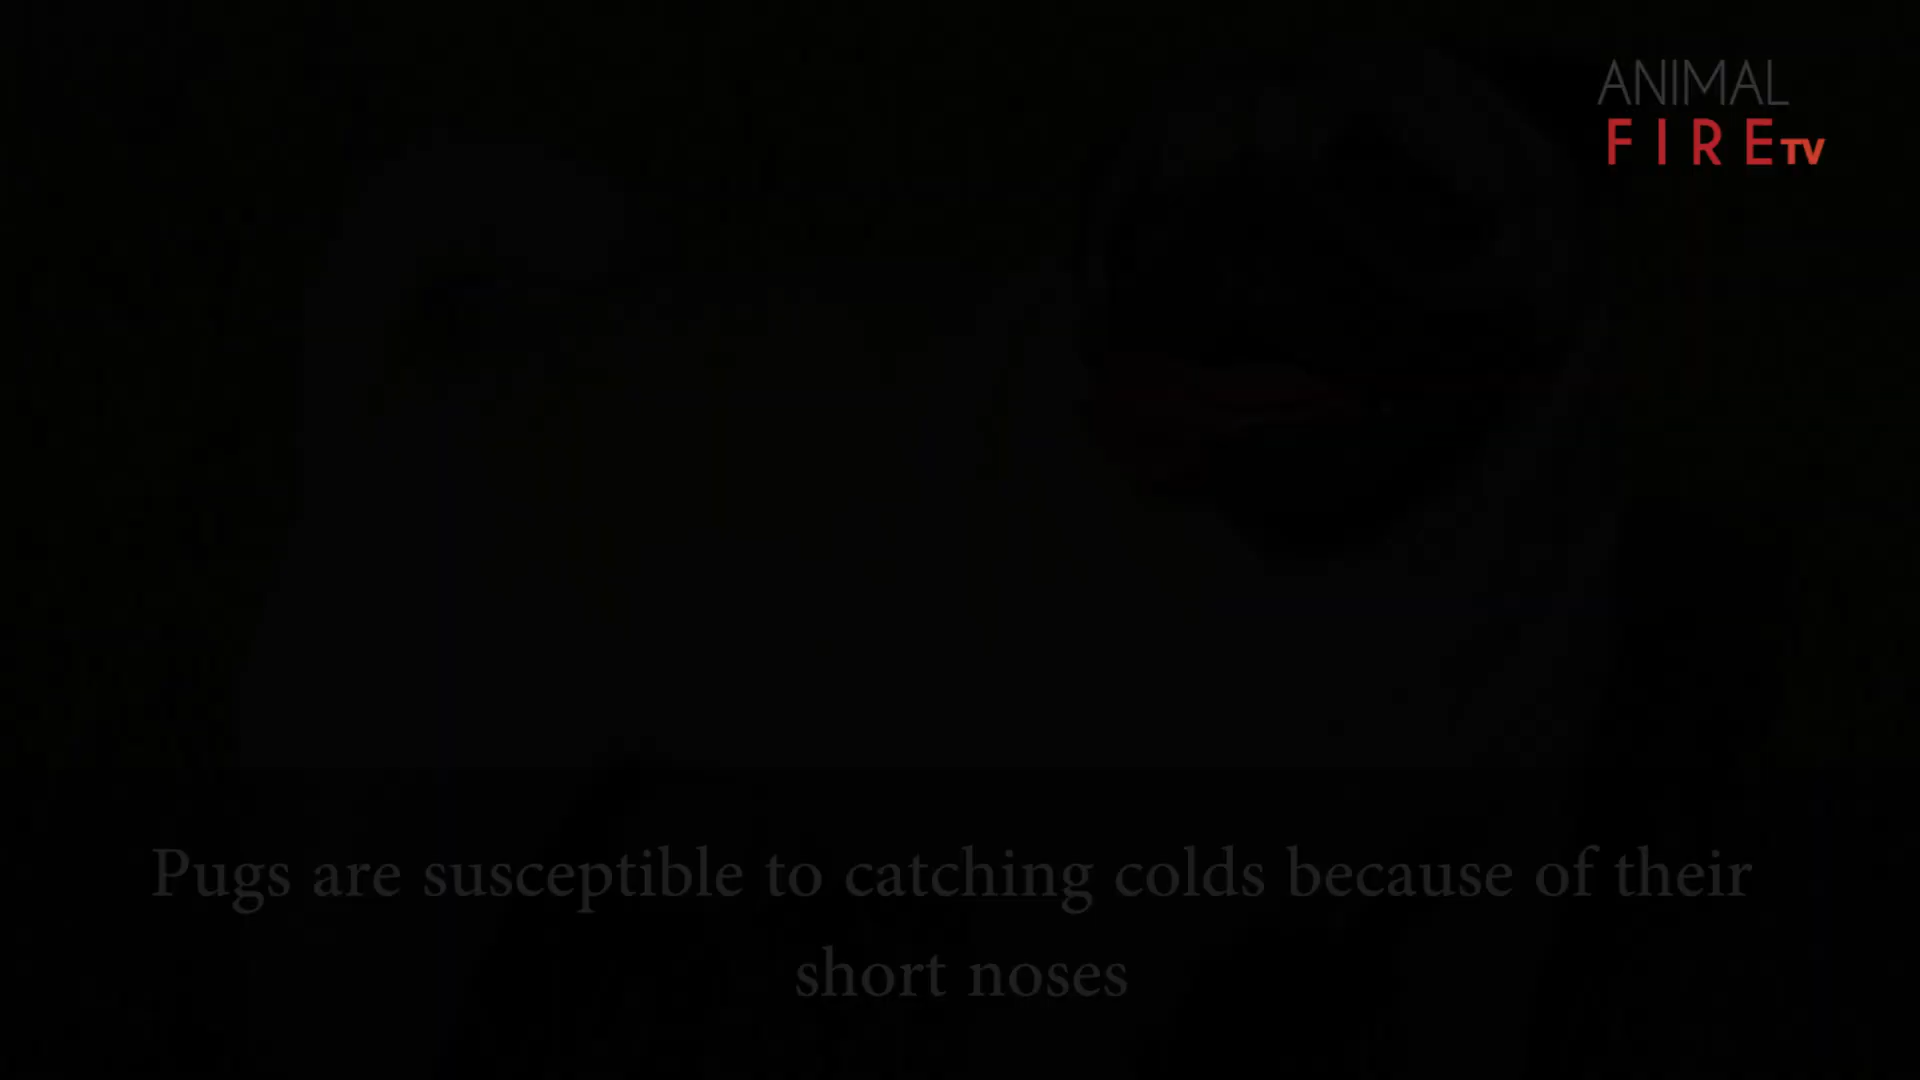 ANIMAL
FIRE TV
Pugs are susceptible to catching colds because of their
short noses